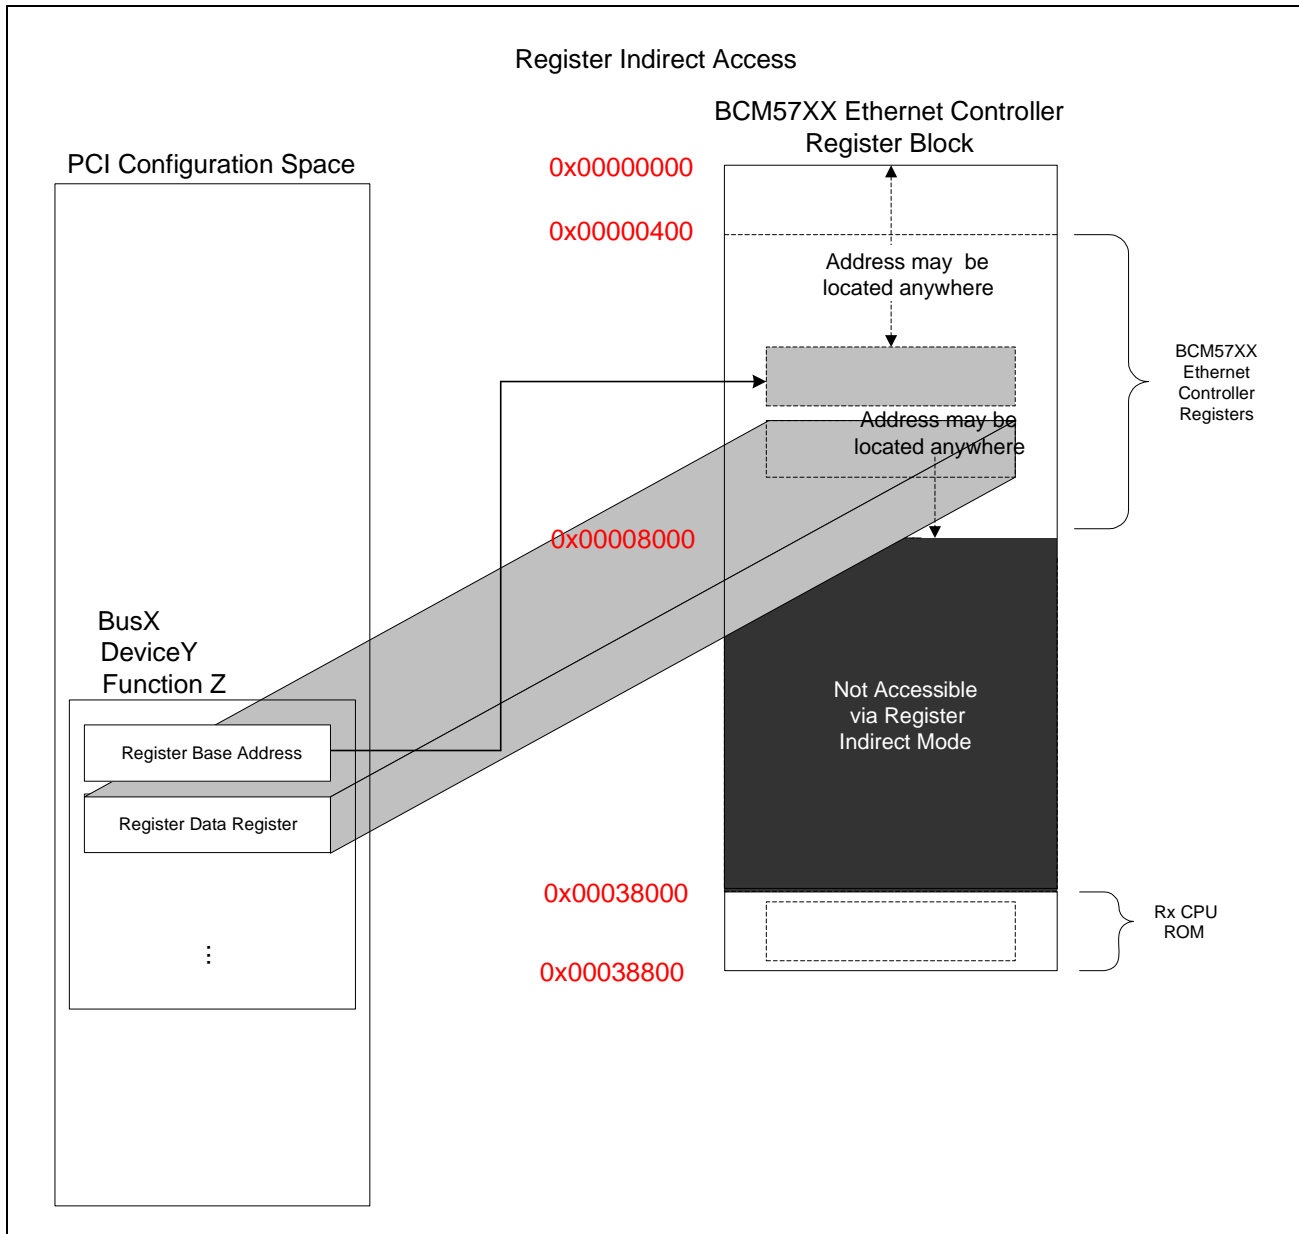 Register Indirect Access
BCM57XX Ethernet Controller
Register Block
PCI Configuration Space
0x00000000
0x00000400
Address may be
located anywhere
BCM57XX
Ethernet
Controller
Registers
Address may be
located anywhere
0x00008000
BusX
DeviceY
Function Z
Register Base Address
Register Data Register
...
Not Accessible
via Register
Indirect Mode
0x00038000
Rx CPU
ROM
0x00038800